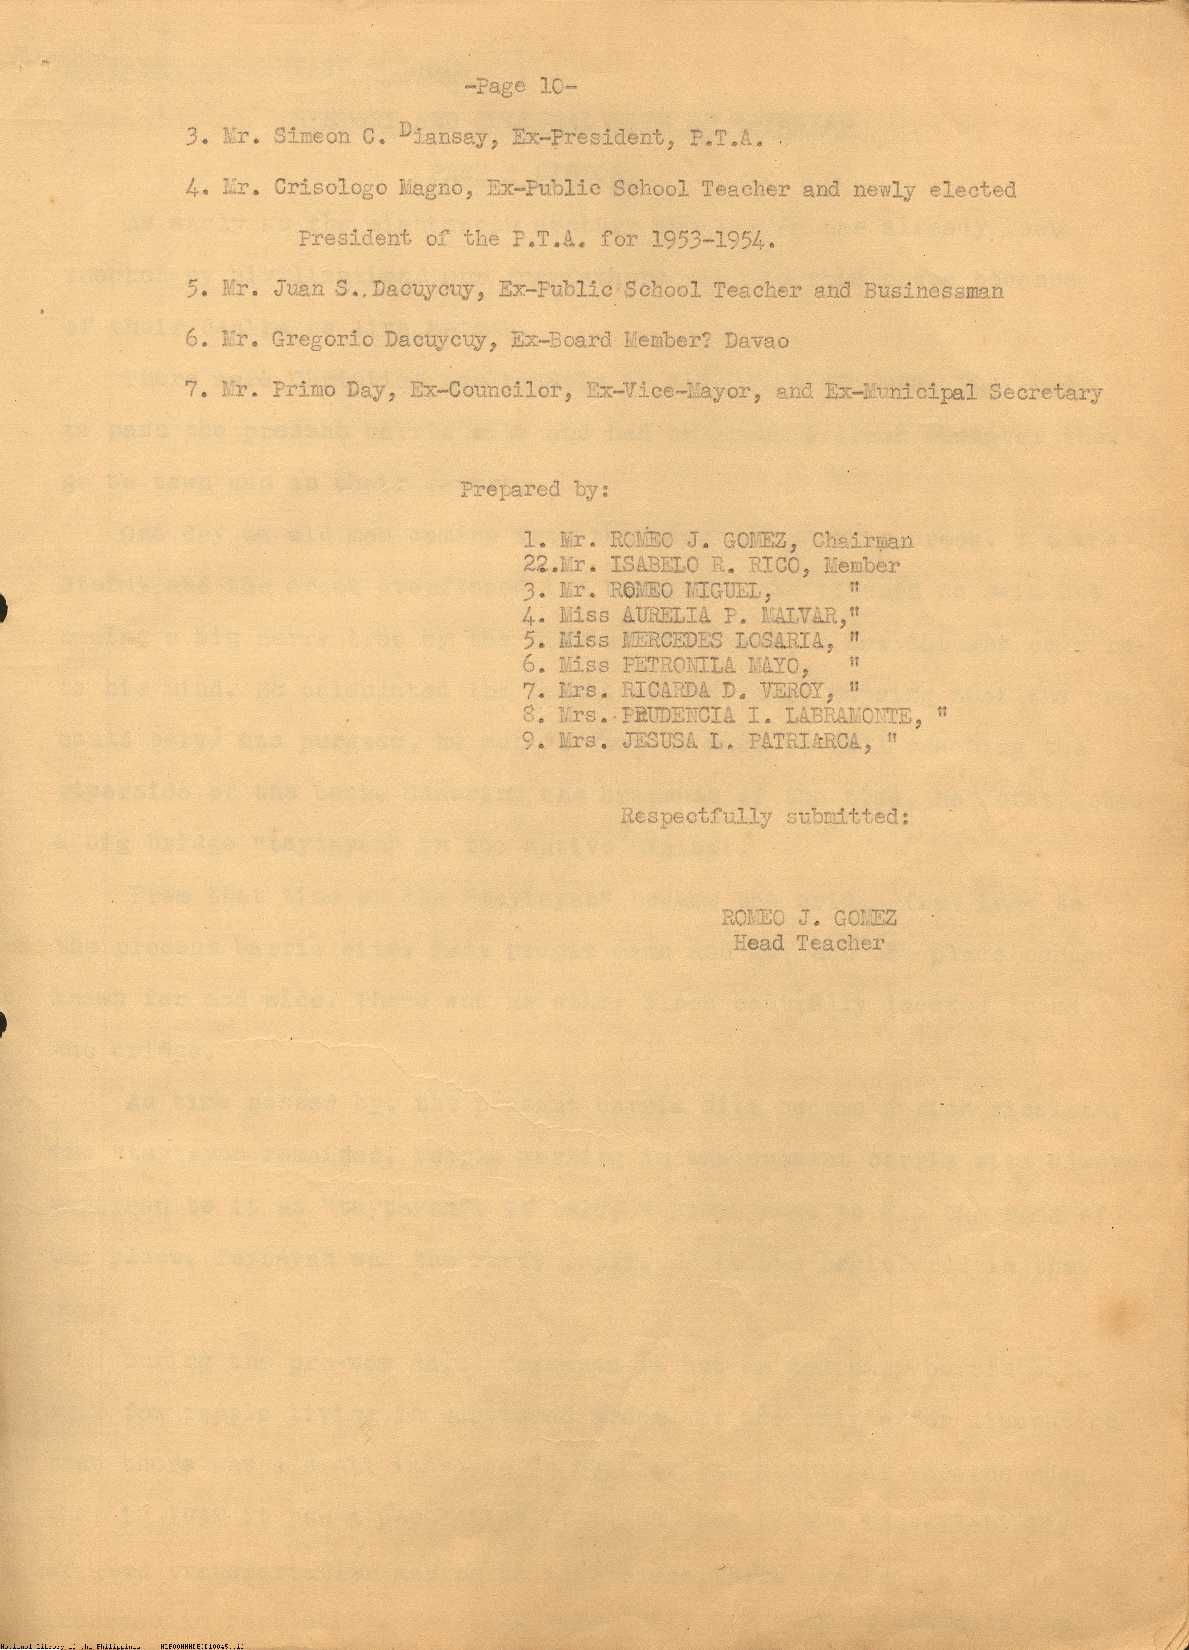 -Page 10-
3. Mr. Simeon C. Diansay, Ex-President, P.T.A.
4. Mr. Crisologo Magno, Ex-Public School Teacher and newly elected
President of the P.T.A. for 1953-1954.
5. Mr. Juan S.. Dacuycuy, Ex-Public School Teacher and Businessman
6. Mr. Gregorio Dacuycuy, Ex-Board Member? Davao
7. Mr. Primo Day, Ex-Councilor, Ex-Vice-Mayor, and Ex-Municipal Secretary
Prepared by:
1. Mr. ROMEO J. GOMEZ, Chairman
22.Mr. ISABELO R. RICO, Member
3. Mr. ROMEO MIGUEL, "
4. Miss AURELIA P. MALVAR,"
5. Miss MERCEDES LOSARIA, "
6. Miss PETRONILA MAYO, "
7. Mrs. RICARDA D. VEROY, "
8. Mrs. PRUDENCIA I. LABRAMONTE, "
9. Mrs. JESUSA L. PATRIARCA, "
Respectfully submitted:
ROMEO J. GOMEZ
Head Teacher
National Library of the Philippines